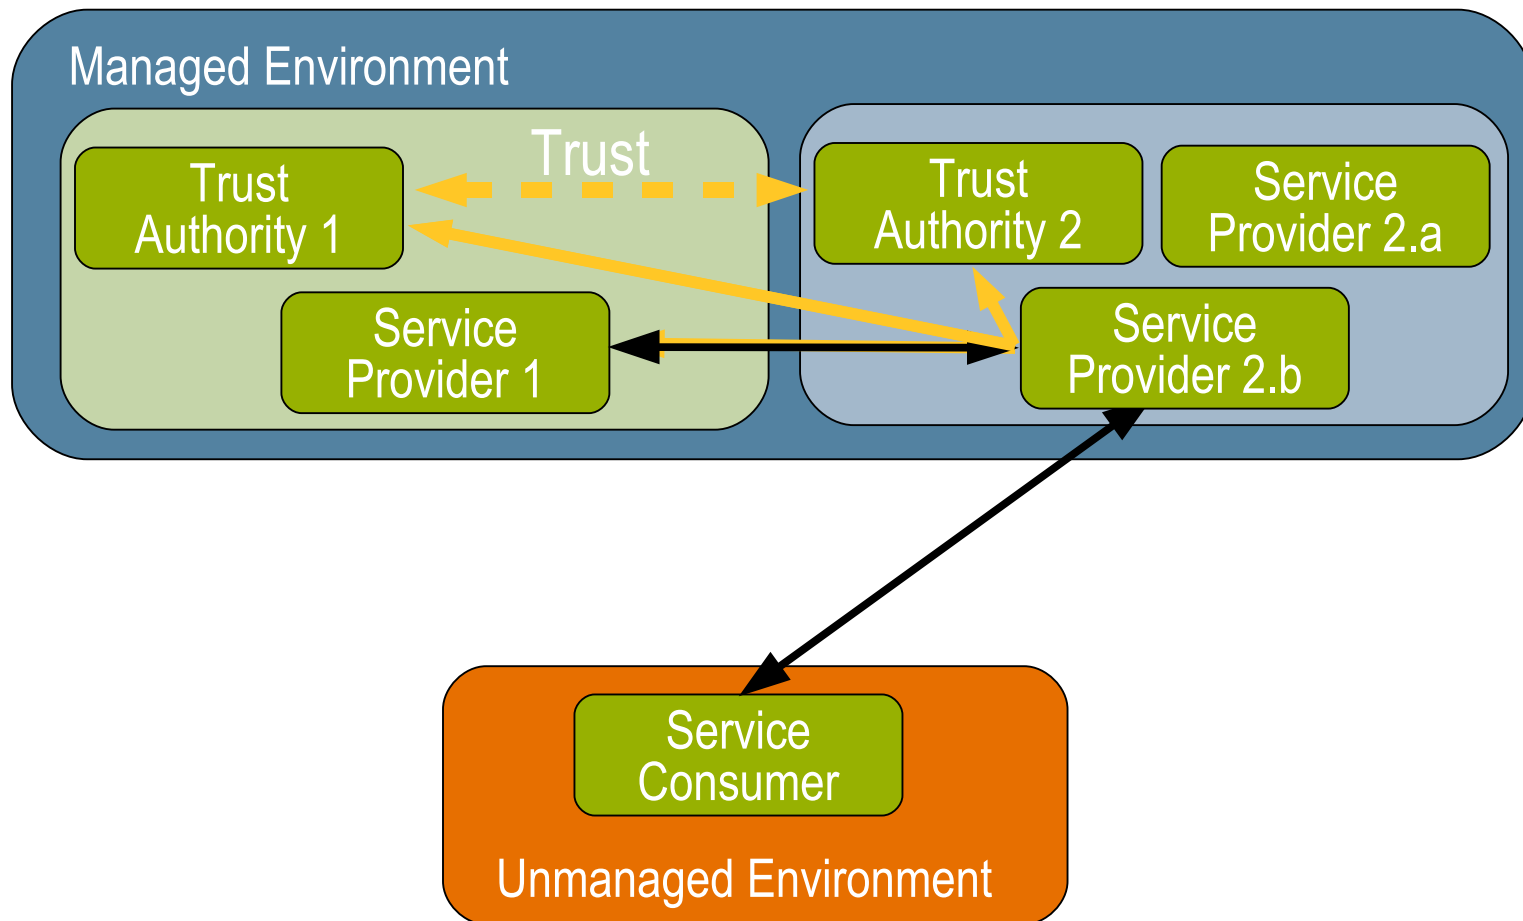 Managed Environment
Trust
Trust
Authority 1
Trust
Authority 2
Service
Provider 2.a
Service
Provider 1
Service
Provider 2.b
Service
Consumer
Unmanaged Environment